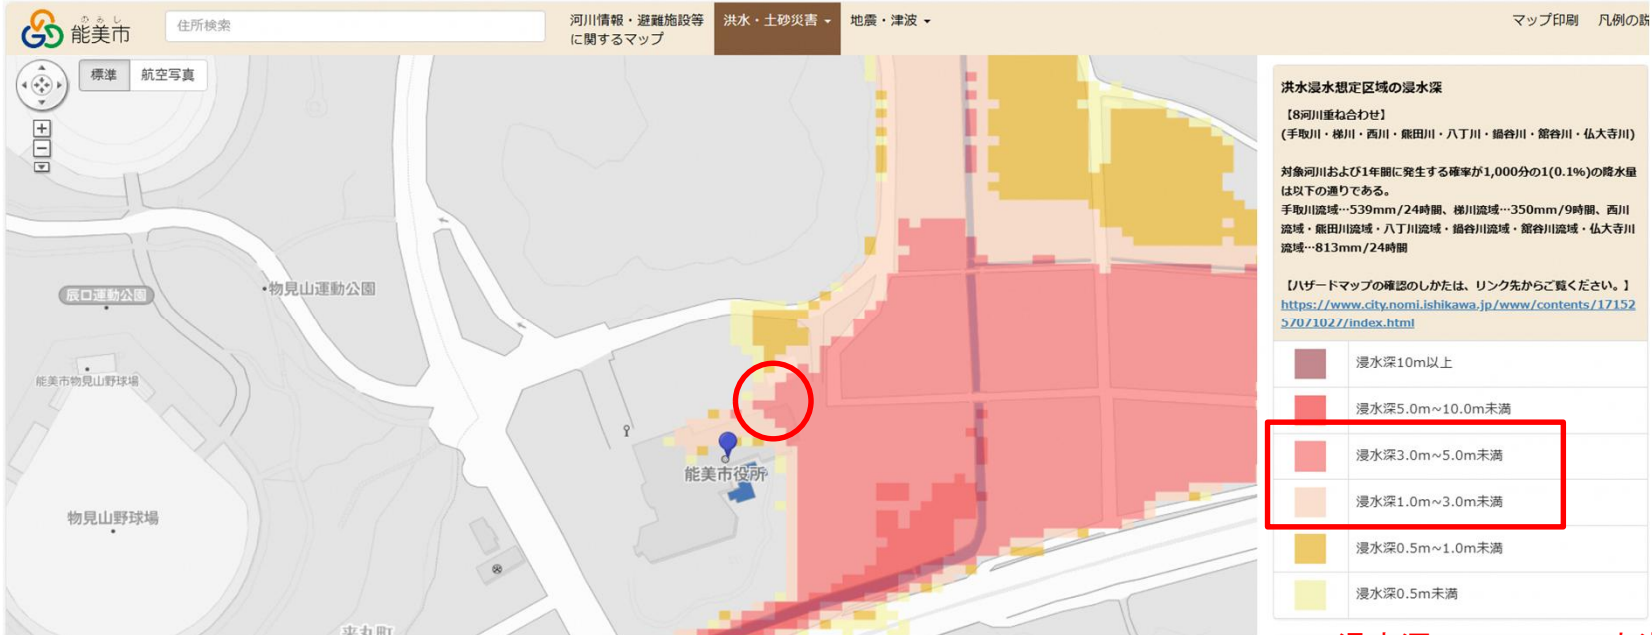 のみし
能美市
住所検索
河川情報・避難施設等
に関するマップ
洪水・土砂災害
地震・津波
マップ印刷
凡例の説
標準
航空写真
辰口運動公園
物見山運動公園
能美市物見山野球場
能美市役所
物見山野球場
来丸町
洪水浸水想定区域の浸水深
【8河川重ね合わせ】
(手取川・梯川・西川・熊田川・八丁川・鍋谷川・舘谷川・仏大寺川)
対象河川および1年間に発生する確率が1,000分の1(0.1%)の降水量
は以下の通りである。
手取川流域…539mm/24時間、梯川流域…350mm/9時間、西川
流域・熊田川流域・八丁川流域・鍋谷川流域・舘谷川流域・仏大寺川
流域…813mm/24時間
【ハザードマップの確認のしかたは、リンク先からご覧ください。】
https://www.city.nomi.ishikawa.jp/www/contents/17152
57071027/index.html
浸水深10m以上
浸水深5.0m~10.0m未満
浸水深3.0m~5.0m未満
浸水深1.0m~3.0m未満
浸水深0.5m~1.0m未満
浸水深0.5m未満